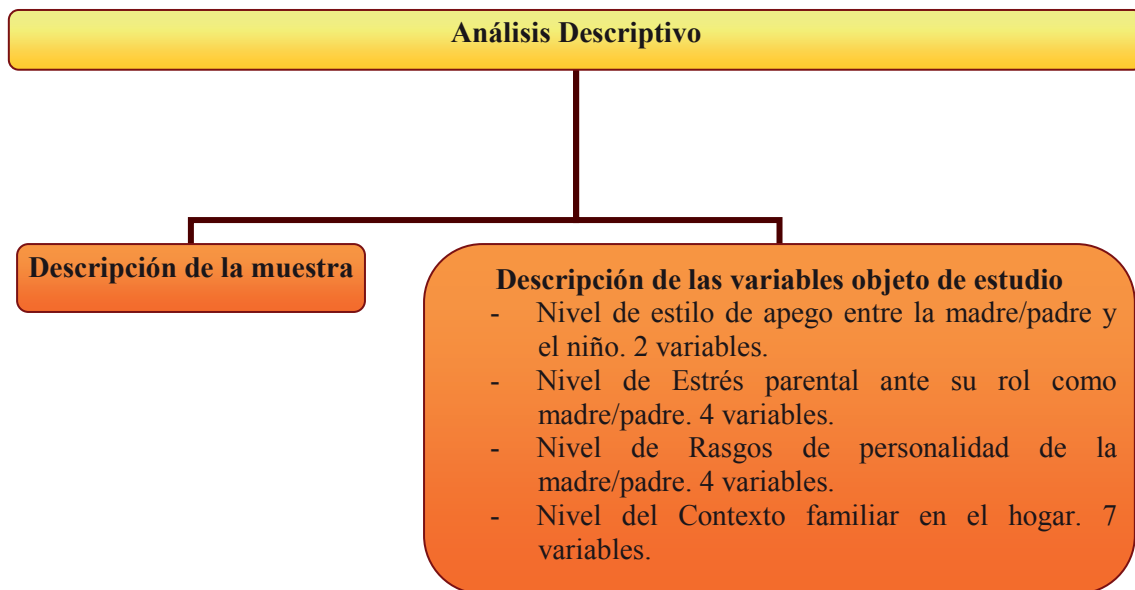 Análisis Descriptivo
Descripción de la muestra
Descripción de las variables objeto de estudio
- Nivel de estilo de apego entre la madre/padre y
el niño. 2 variables.
- Nivel de Estrés parental ante su rol como
madre/padre. 4 variables.
- Nivel de Rasgos de personalidad de la
madre/padre. 4 variables.
- Nivel del Contexto familiar en el hogar. 7
variables.